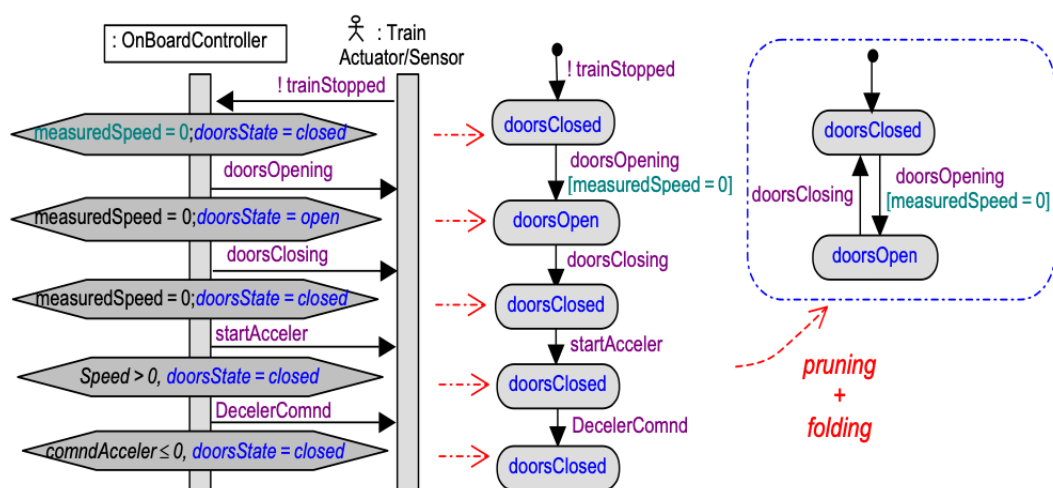 : OnBoardController
: Train
Actuator/Sensor
! trainStopped
measuredSpeed = 0;doorsState = closed
doorsOpening
measuredSpeed = 0;doorsState = open
doorsClosing
measuredSpeed = 0;doorsState = closed
startAcceler
Speed > 0, doorsState = closed
DecelerComnd
comndAcceler ≤ 0, doorsState = closed
! trainStopped
doorsClosed
doorsOpening
[measuredSpeed = 0]
doorsOpen
doorsClosing
doorsClosed
startAcceler
doorsClosed
DecelerComnd
doorsClosed
doorsClosed
doorsClosing
doorsOpening
[measuredSpeed = 0]
doorsOpen
pruning
+
folding